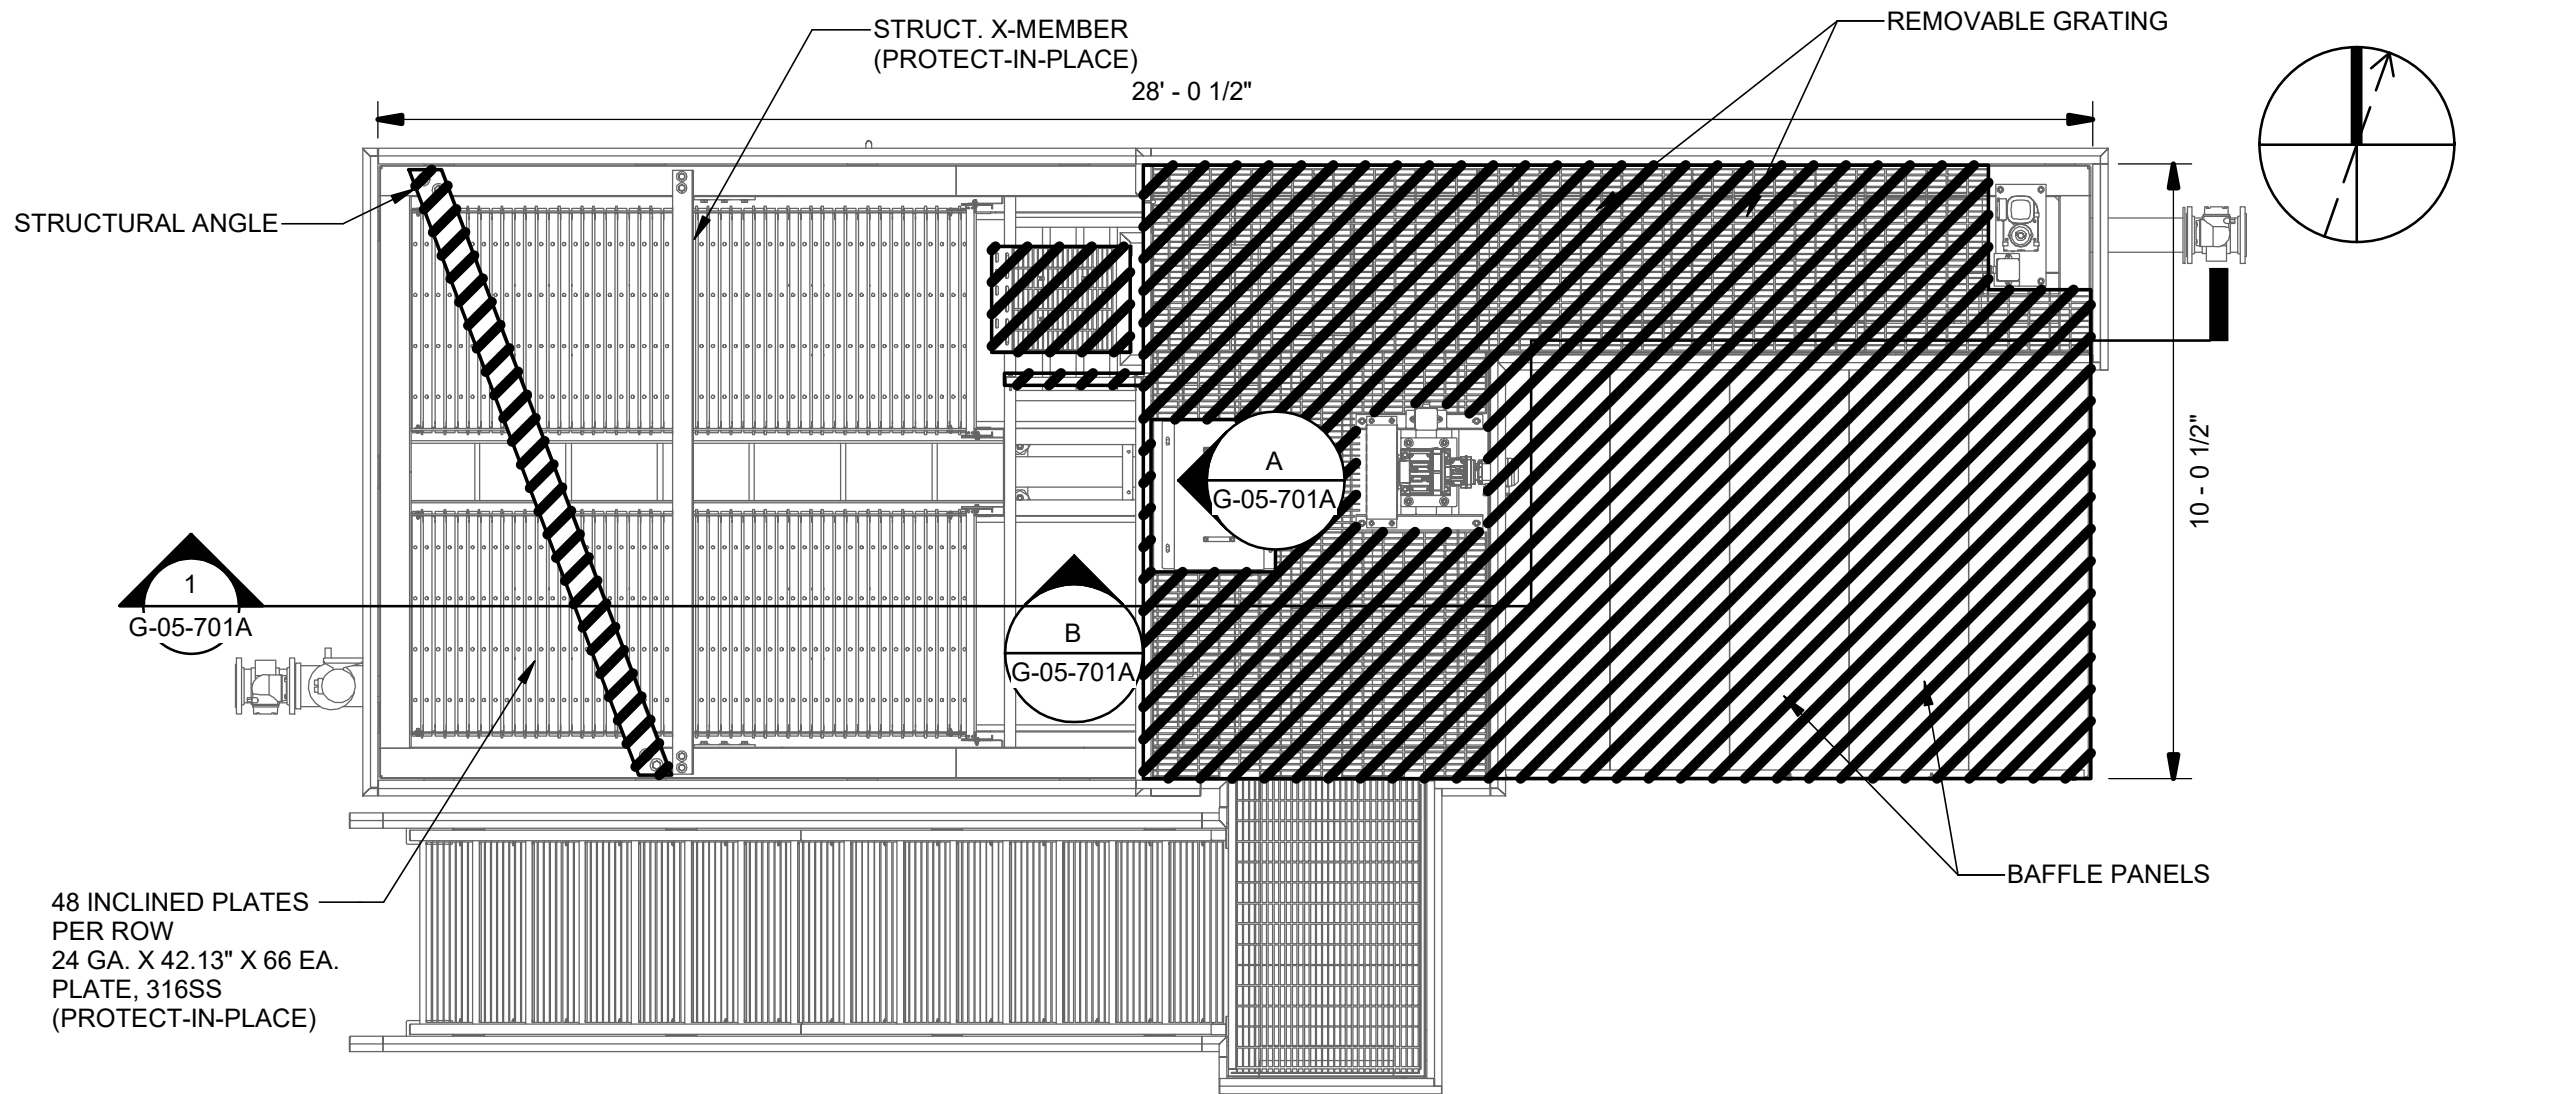 STRUCT. X-MEMBER
(PROTECT-IN-PLACE)
REMOVABLE GRATING
28' - 0 1/2"
STRUCTURAL ANGLE
10 - 0 1/2"
A
G-05-701A
1
G-05-701A
B
G-05-701A
BAFFLE PANELS
48 INCLINED PLATES
PER ROW
24 GA. X 42.13" X 66 EA.
PLATE, 316SS
(PROTECT-IN-PLACE)